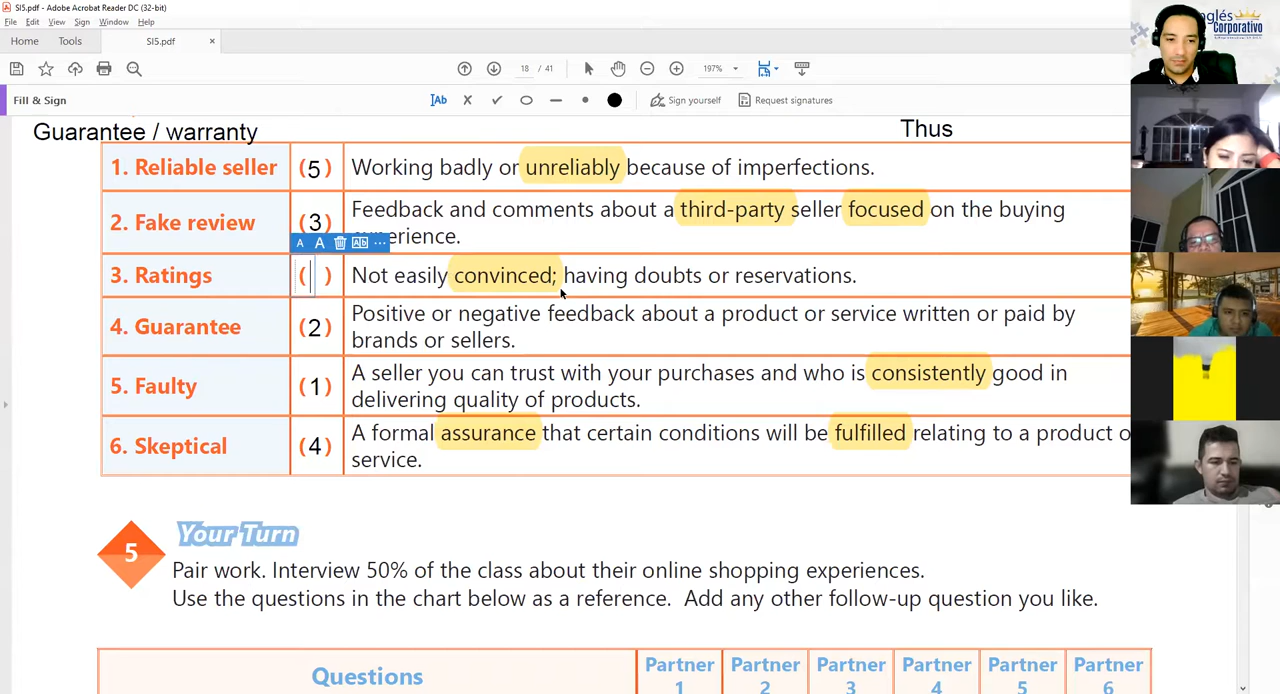 SI5.pdf - Adobe Acrobat Reader DC (32-bit)
File Edit View Sign Window Help
Home Tools SI5.pdf ×
18 / 41 197%
Fill & Sign Ab Sign yourself Request signatures
Inglés
Corporativo
Guarantee / warranty Thus
1. Reliable seller (5) Working badly or unreliably because of imperfections.
2. Fake review (3) Feedback and comments about a third-party seller focused on the buying
erience.
A A Ab ...
3. Ratings ( ) Not easily convinced; having doubts or reservations.
4. Guarantee (2) Positive or negative feedback about a product or service written or paid by
brands or sellers.
5. Faulty (1) A seller you can trust with your purchases and who is consistently good in
delivering quality of products.
6. Skeptical (4) A formal assurance that certain conditions will be fulfilled relating to a product o
service.
5 Your Turn
Pair work. Interview 50% of the class about their online shopping experiences.
Use the questions in the chart below as a reference. Add any other follow-up question you like.
Questions Partner Partner Partner Partner Partner Partner
1 2 3 4 5 6